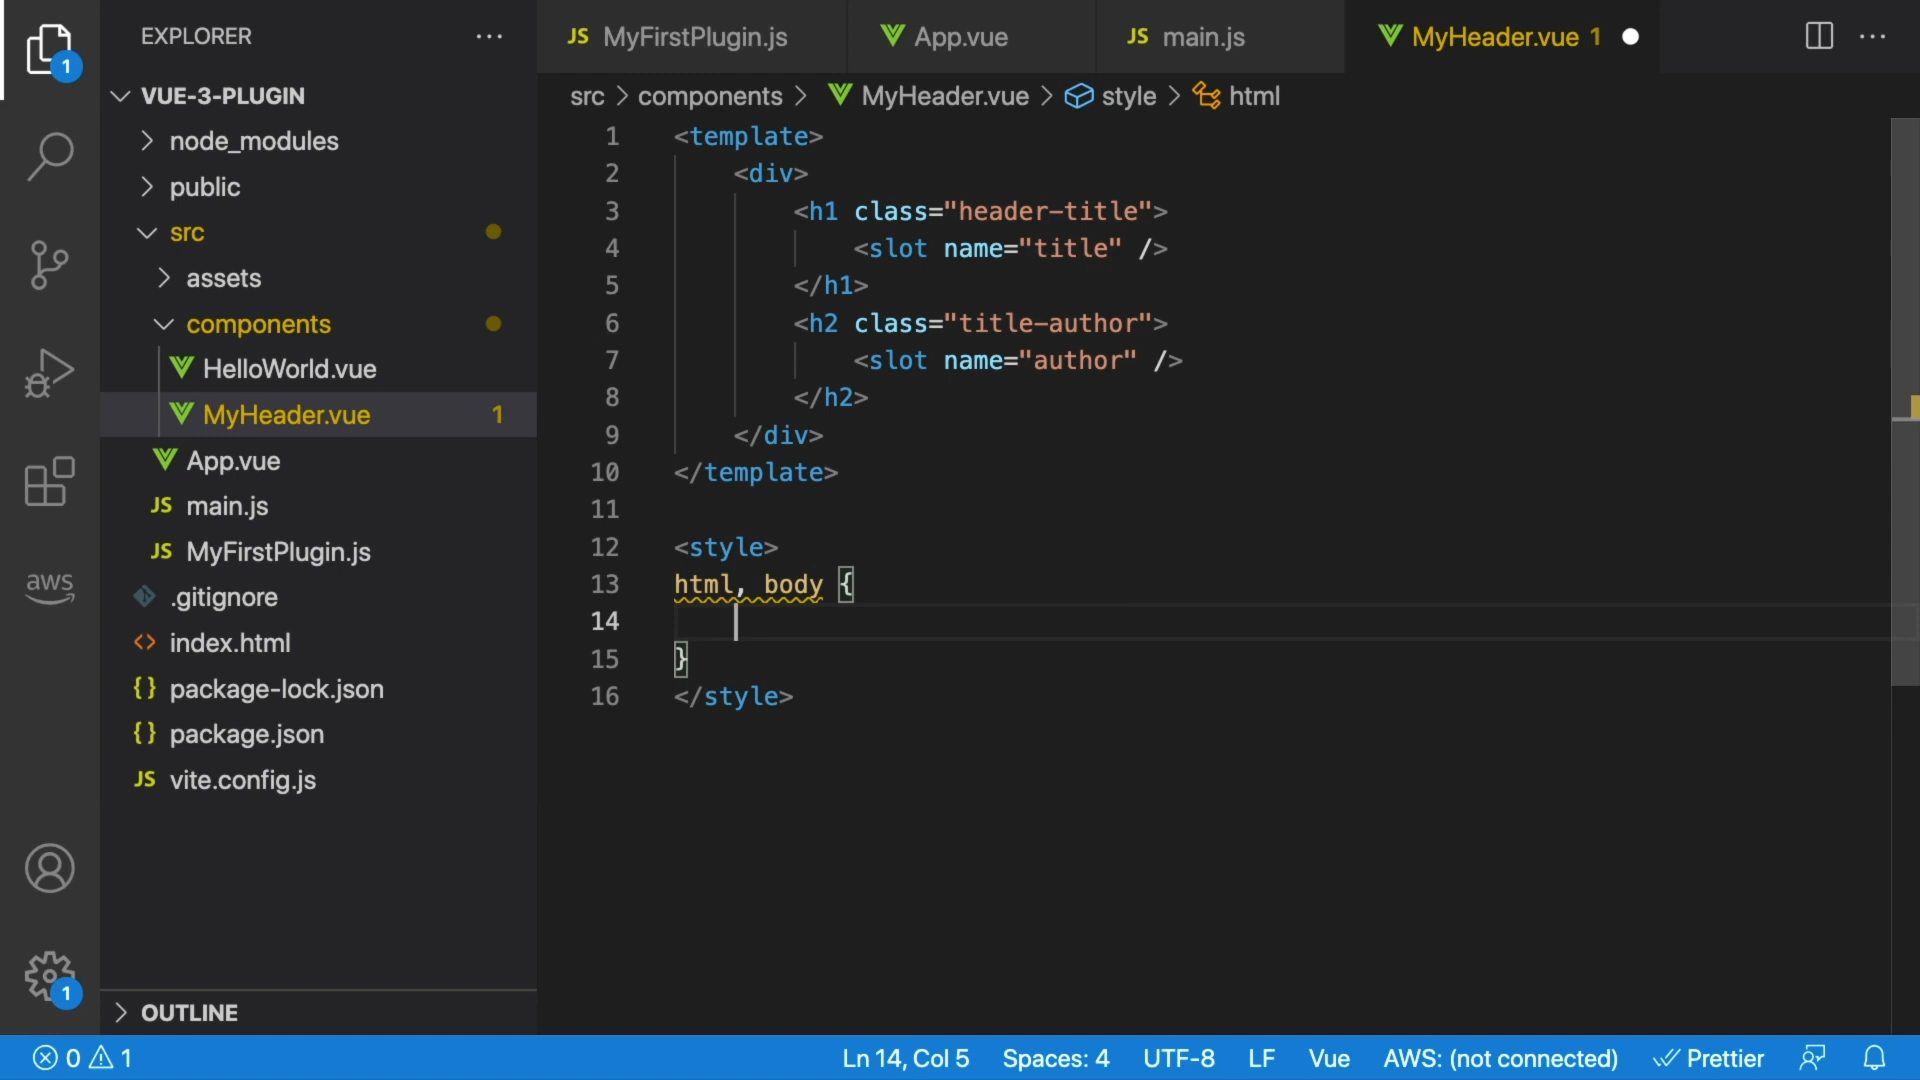 EXPLORER
VUE-3-PLUGIN
node_modules
public
src
assets
components
HelloWorld.vue
MyHeader.vue 1
App.vue
JS main.js
JS MyFirstPlugin.js
.gitignore
<> index.html
{} package-lock.json
{} package.json
JS vite.config.js
OUTLINE
1
aws
1
JS MyFirstPlugin.js
App.vue
JS main.js
MyHeader.vue 1
src > components > MyHeader.vue > style > html
1 <template>
2 <div>
3 <h1 class="header-title">
4 <slot name="title" />
5 </h1>
6 <h2 class="title-author">
7 <slot name="author" />
8 </h2>
9 </div>
10 </template>
11
12 <style>
13 html, body {
14
15 }
16 </style>
0 1 Ln 14, Col 5 Spaces: 4 UTF-8 LF Vue AWS: (not connected) Prettier